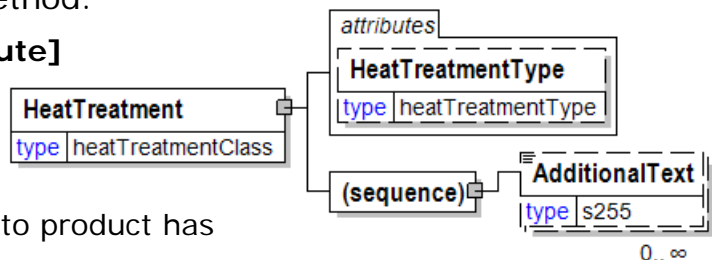 ethod.
ute]
attributes
HeatTreatmentType
type heatTreatmentType
HeatTreatment
type heatTreatmentClass
(sequence)
AdditionalText
type s255
0.. ∞
to product has